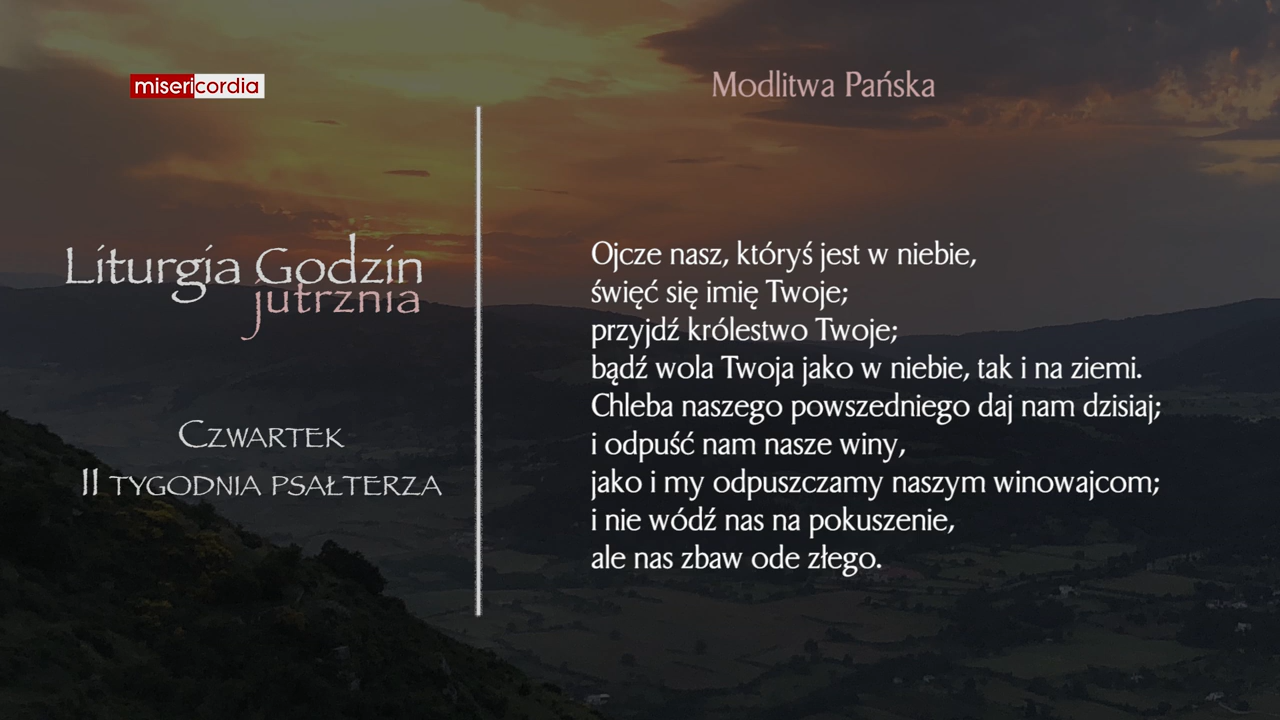 misericordia
Liturgia Godzin
jutrznia
Czwartek
II tygodnia psałterza
Modlitwa Pańska
Ojcze nasz, któryś jest w niebie,
święć się imię Twoje;
przyjdź królestwo Twoje;
bądź wola Twoja jako w niebie, tak i na ziemi.
Chleba naszego powszedniego daj nam dzisiaj;
i odpuść nam nasze winy,
jako i my odpuszczamy naszym winowajcom;
i nie wódź nas na pokuszenie,
ale nas zbaw ode złego.